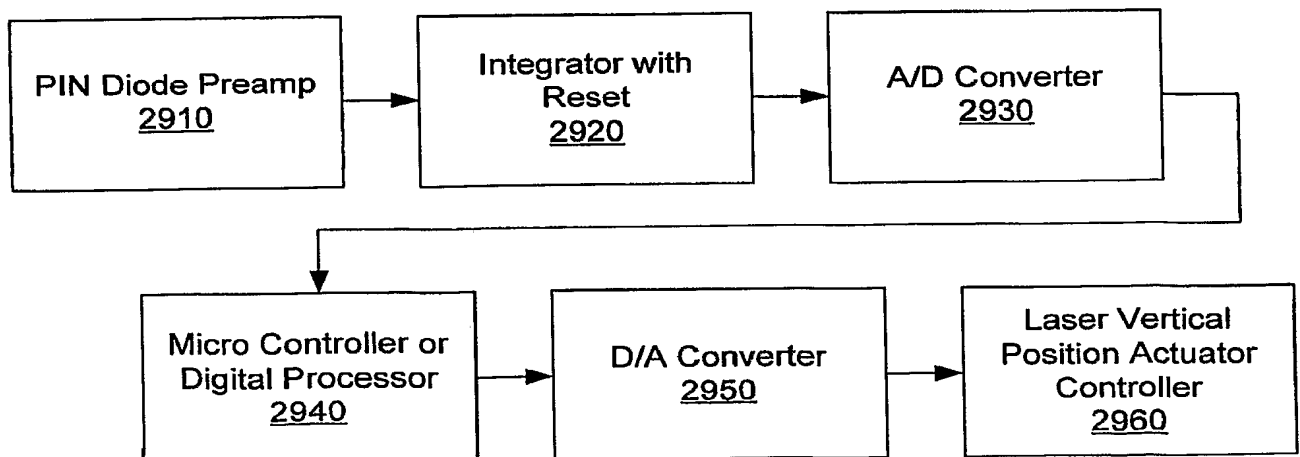 PIN Diode Preamp
2910
Integrator with
Reset
2920
A/D Converter
2930
Micro Controller or
Digital Processor
2940
D/A Converter
2950
Laser Vertical
Position Actuator
Controller
2960